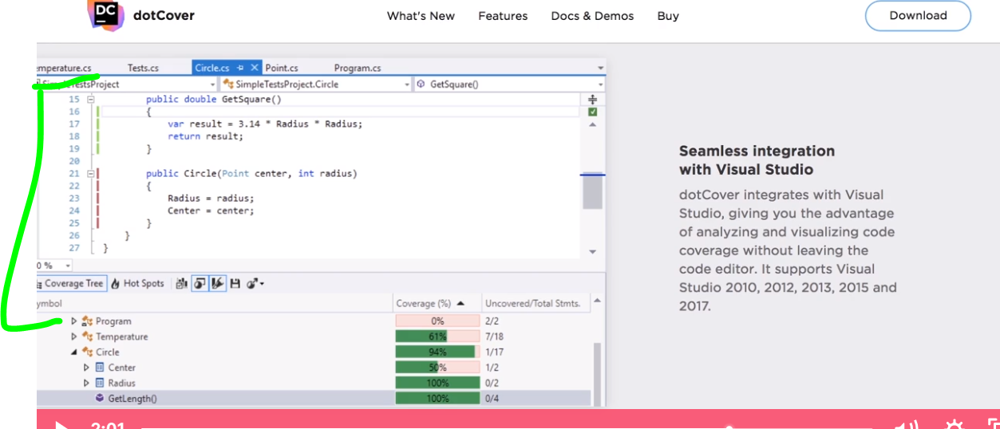 DC dotCover What's New Features Docs & Demos Buy Download
emperature.cs Tests.cs Circle.cs Point.cs Program.cs
SimpleTestsProject SimpleTestsProject.Circle GetSquare()
15 public double GetSquare()
16 {
17 var result = 3.14 * Radius * Radius;
18 return result;
19 }
20
21 public Circle(Point center, int radius)
22 {
23 Radius = radius;
24 Center = center;
25 }
26 }
27 }
0 %
Coverage Tree Hot Spots
ymbol Coverage (%) Uncovered/Total Stmts.
Program 0% 2/2
Temperature 61% 7/18
Circle 94% 1/17
Center 50% 1/2
Radius 100% 0/2
GetLength() 100% 0/4
Seamless integration
with Visual Studio
dotCover integrates with Visual
Studio, giving you the advantage
of analyzing and visualizing code
coverage without leaving the
code editor. It supports Visual
Studio 2010, 2012, 2013, 2015 and
2017.
2:01